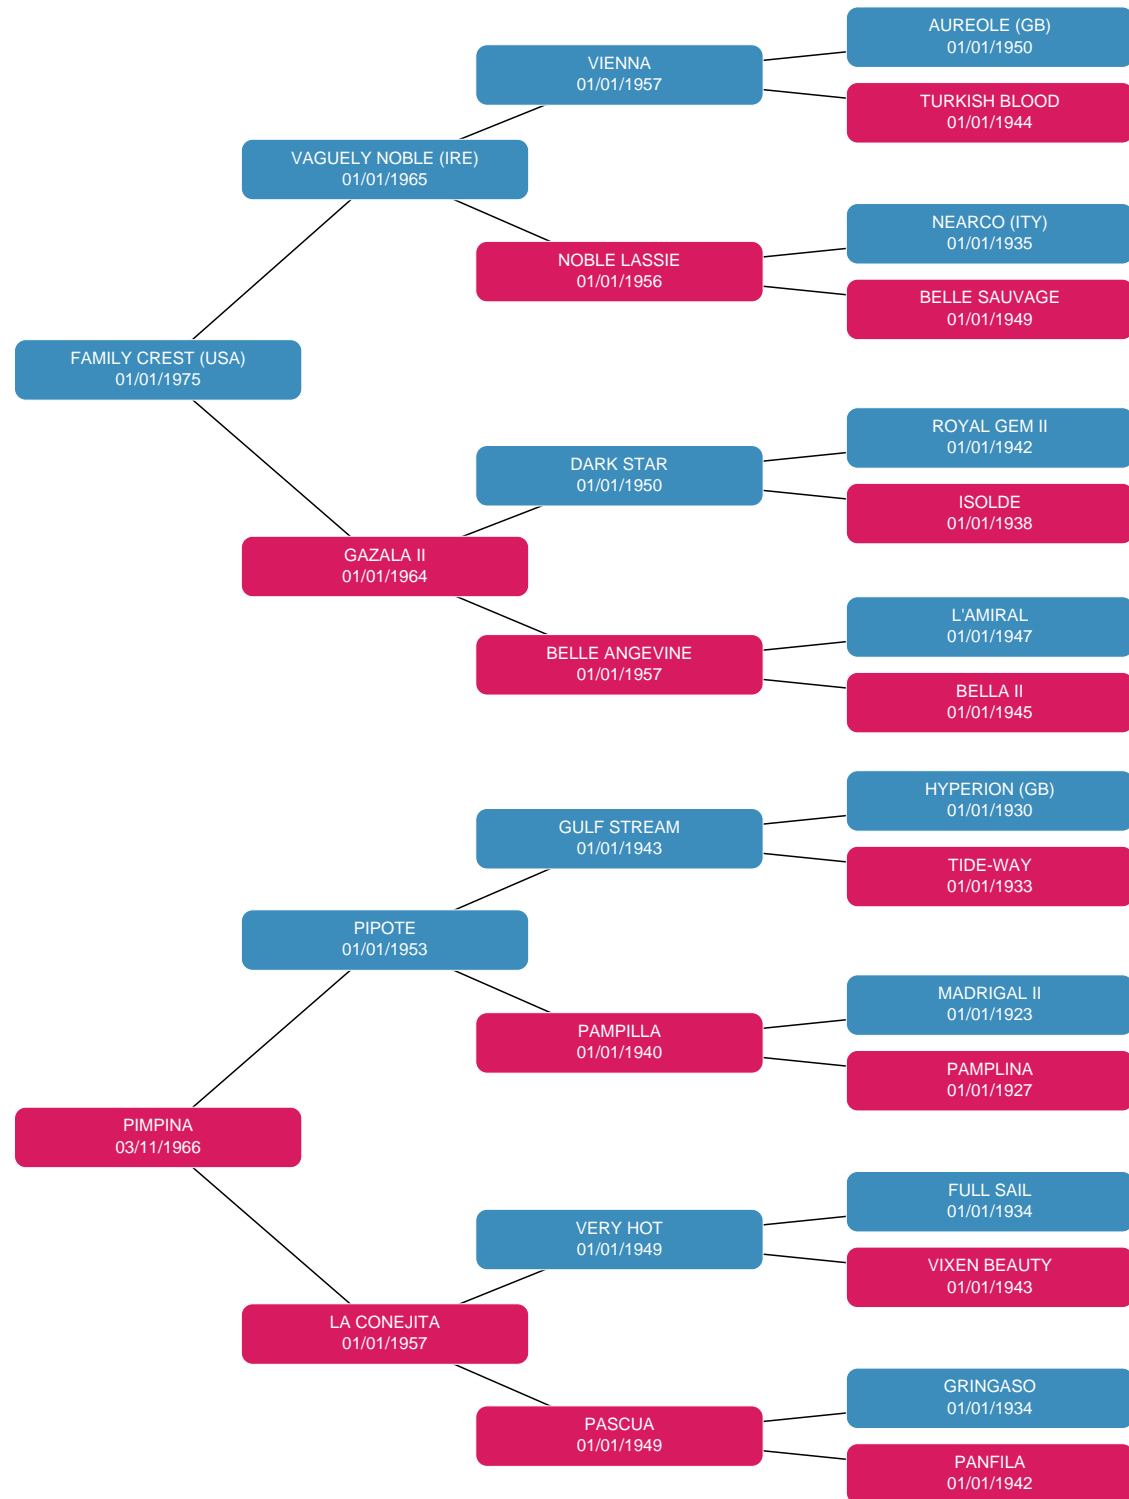 AUREOLE (GB)
01/01/1950
VIENNA
01/01/1957
TURKISH BLOOD
01/01/1944
VAGUELY NOBLE (IRE)
01/01/1965
NEARCO (ITY)
01/01/1935
NOBLE LASSIE
01/01/1956
BELLE SAUVAGE
01/01/1949
FAMILY CREST (USA)
01/01/1975
ROYAL GEM II
01/01/1942
DARK STAR
01/01/1950
ISOLDE
01/01/1938
GAZALA II
01/01/1964
L'AMIRAL
01/01/1947
BELLE ANGEVINE
01/01/1957
BELLA II
01/01/1945
HYPERION (GB)
01/01/1930
GULF STREAM
01/01/1943
TIDE-WAY
01/01/1933
PIPOTE
01/01/1953
MADRIGAL II
01/01/1923
PAMPILLA
01/01/1940
PAMPLINA
01/01/1927
PIMPINA
03/11/1966
FULL SAIL
01/01/1934
VERY HOT
01/01/1949
VIXEN BEAUTY
01/01/1943
LA CONEJITA
01/01/1957
GRINGASO
01/01/1934
PASCUA
01/01/1949
PANFILA
01/01/1942